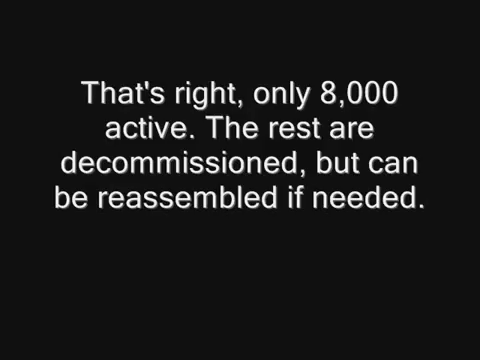 That's right, only 8,000
active. The rest are
decommissioned, but can
be reassembled if needed.